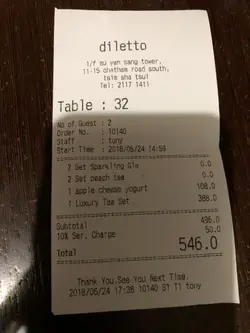 diletto
1/f su yan sang tower,
11-15 chatham road south,
tsim sha tsui
Tel: 2117 1411
Table : 32
No of Guest : 2
Order No. : 10140
Staff : tony
Start Time : 2018/06/24 14:59
? Set Sparkling Gla 0.0
2 Set peach tea 0.0
1 apple cheese yogurt 108.0
1 Luxury Tea Set 388.0
Subtotal 496.0
10% Ser. Charge 50.0
Total 546.0
Thank You.See You Next Time.
2018/06/24 17:38 10140 S1 T1 tony